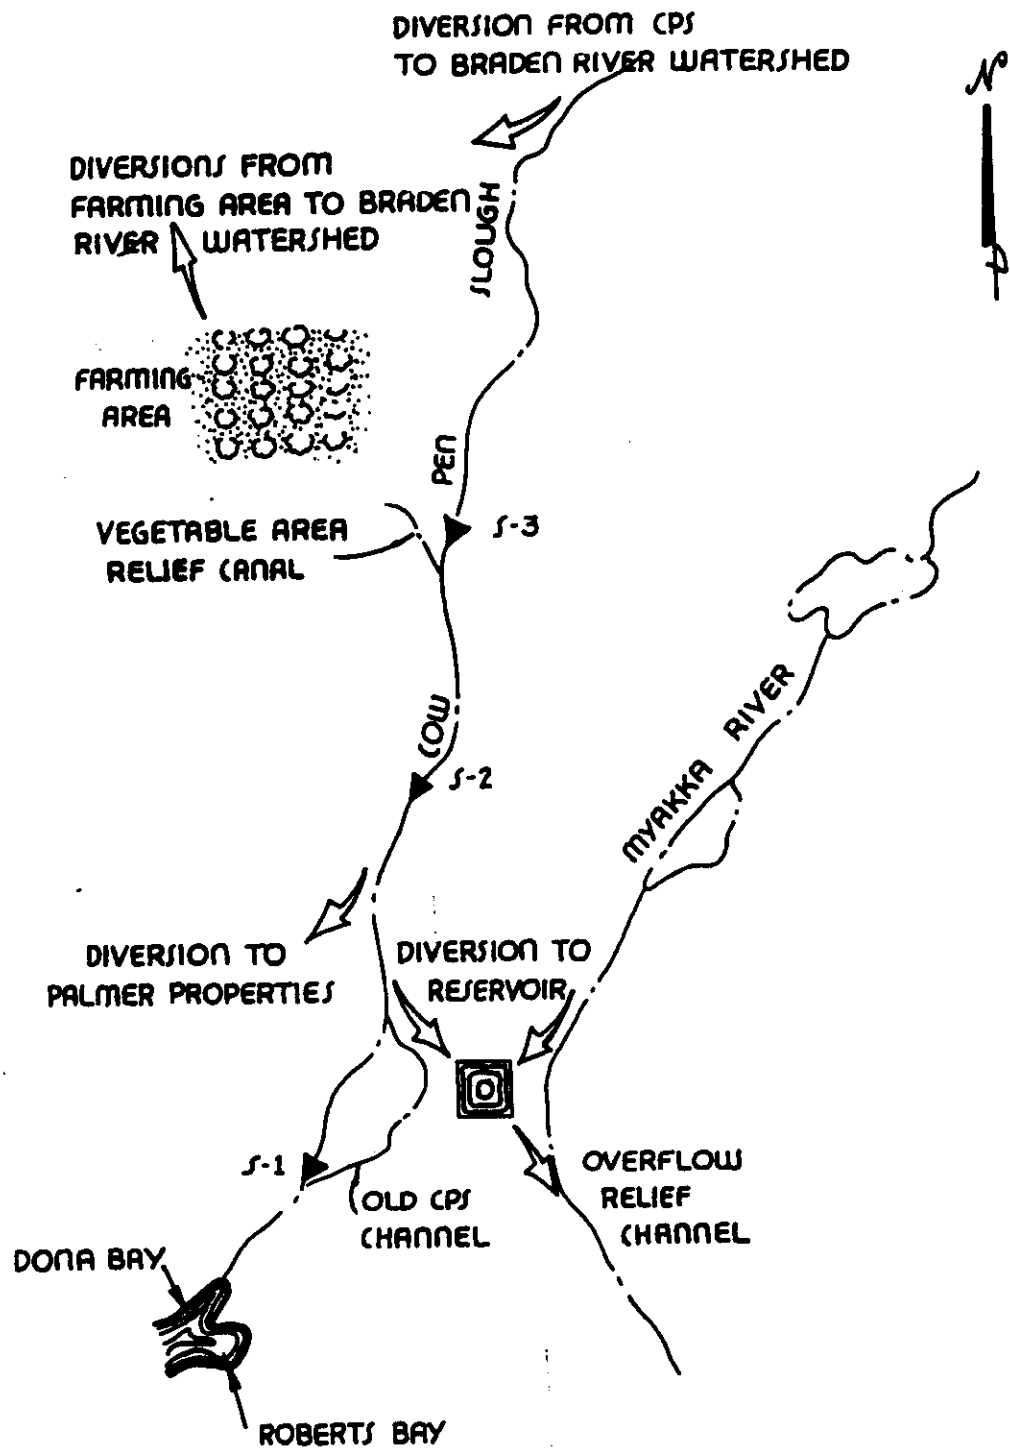 DIVERSION FROM CPS
TO BRADEN RIVER WATERSHED
N
DIVERSIONS FROM
FARMING AREA TO BRADEN
RIVER WATERSHED
SLOUGH
FARMING
AREA
PEN
S-3
VEGETABLE AREA
RELIEF CANAL
COW
S-2
MYAKKA RIVER
DIVERSION TO
PALMER PROPERTIES
DIVERSION TO
RESERVOIR
S-1
OLD CPS
CHANNEL
OVERFLOW
RELIEF
CHANNEL
DONA BAY
ROBERTS BAY